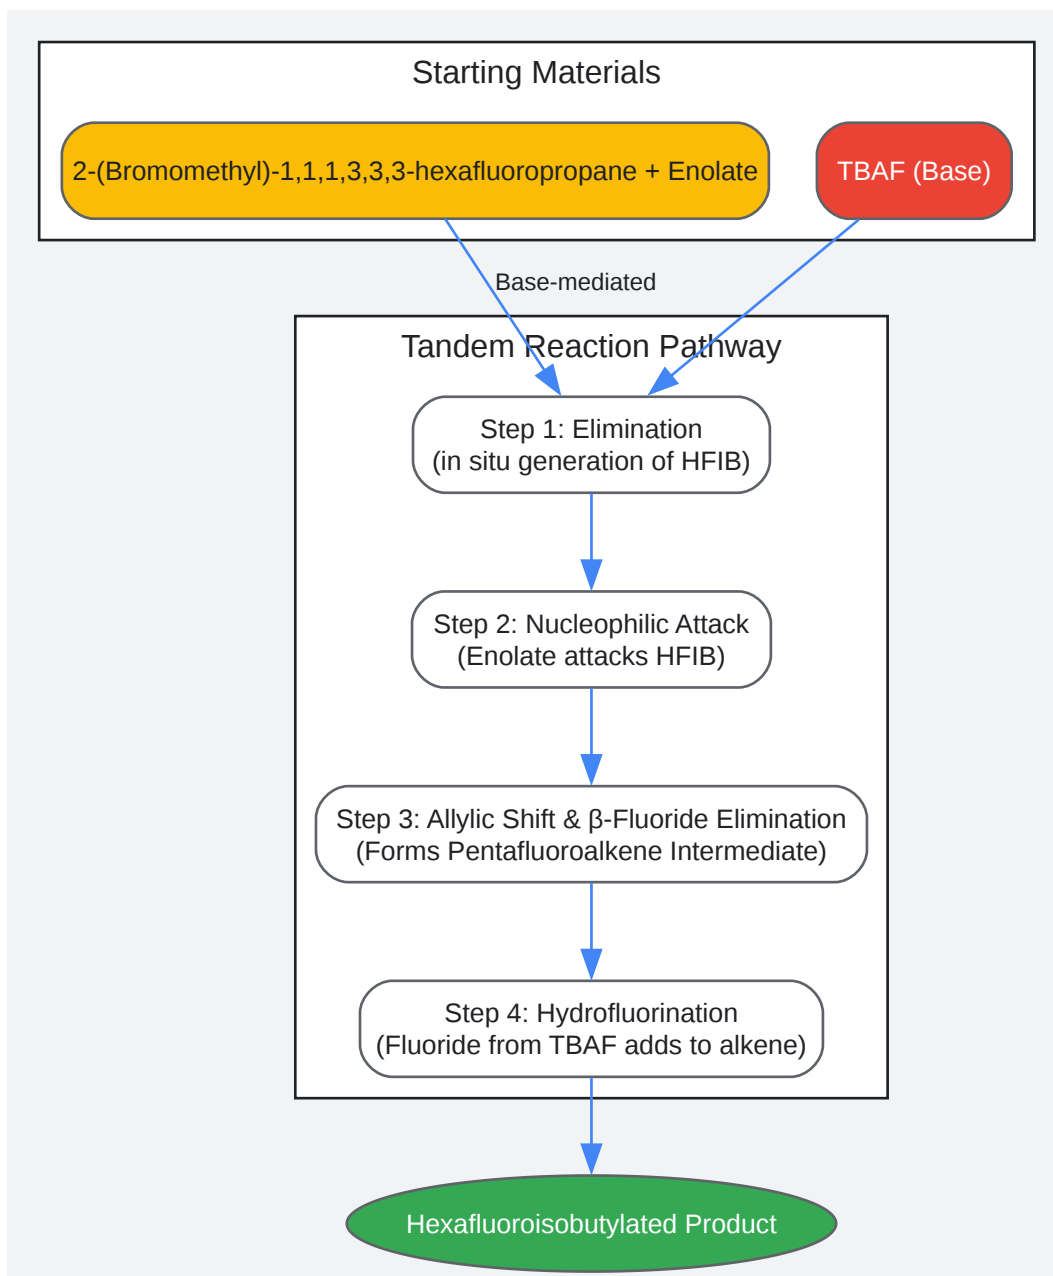 Starting Materials
2-(Bromomethyl)-1,1,1,3,3,3-hexafluoropropane + Enolate
TBAF (Base)
Base-mediated
Tandem Reaction Pathway
Step 1: Elimination
(in situ generation of HFIB)
Step 2: Nucleophilic Attack
(Enolate attacks HFIB)
Step 3: Allylic Shift & β-Fluoride Elimination
(Forms Pentafluoroalkene Intermediate)
Step 4: Hydrofluorination
(Fluoride from TBAF adds to alkene)
Hexafluoroisobutylated Product